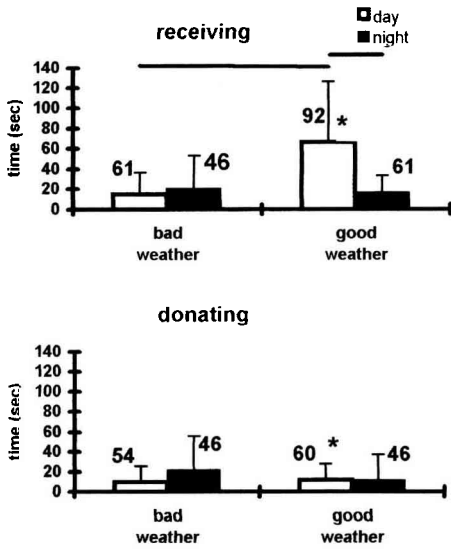 receiving
day
night
time (sec)
140
120
100
80
60
40
20
0
61
46
92
*
61
bad
weather
good
weather
donating
time (sec)
140
120
100
80
60
40
20
0
54
46
60
*
46
bad
weather
good
weather